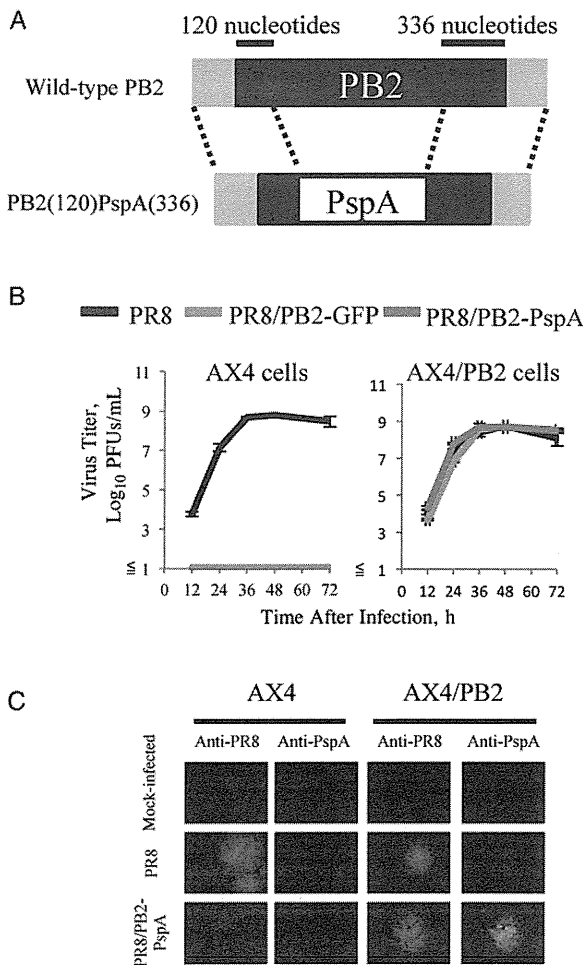 A
120 nucleotides 336 nucleotides
Wild-type PB2
PB2
PB2(120)PspA(336)
PspA
B
PR8 PR8/PB2-GFP PR8/PB2-PspA
AX4 cells AX4/PB2 cells
Virus Titer,
Log10 PFUs/mL
11
9
7
5
3
≦ 1
0 12 24 36 48 60 72
11
9
7
5
3
≦ 1
0 12 24 36 48 60 72
Time After Infection, h
C
AX4 AX4/PB2
Anti-PR8 Anti-PspA Anti-PR8 Anti-PspA
Mock-infected
PR8
PR8/PB2-
PspA